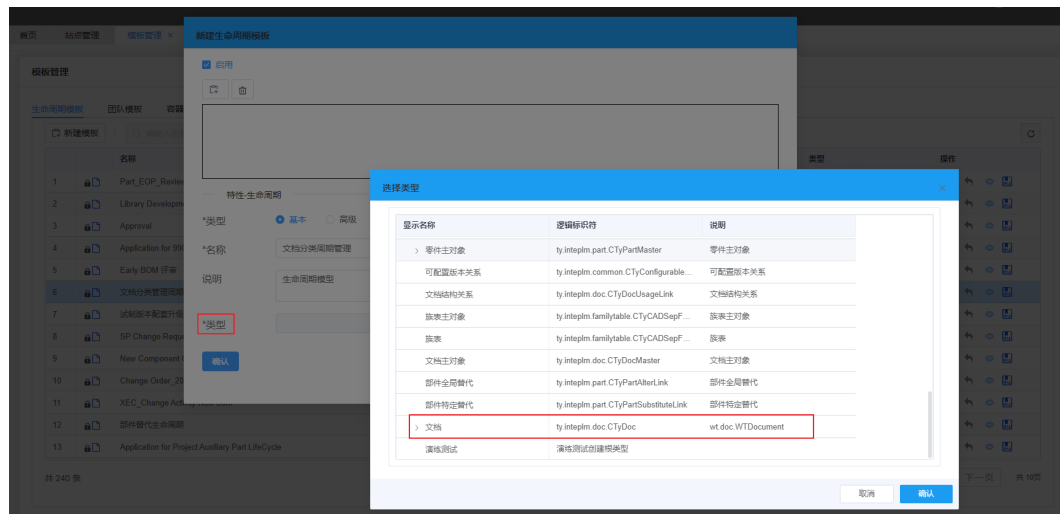 首页 站点管理 模板管理 ×
新建生命周期模板
启用
模板管理
生命周期模板 团队模板 容器
新建模板
名称 类型 操作
1 Part_EOP_Review
2 Library Developm
3 Approval
4 Application for 990
5 Early BOM 评审
6 文档分类管理周期
7 试制版本配置升级
8 SP Change Reque
9 New Component
10 Change Order_20
11 XEC_Change Acti
12 部件替代生命周期
13 Application for Project Auxiliary Part LifeCycle
共 240 条
下一页 共 10页
特性-生命周期
*类型 基本 高级
*名称 文档分类周期管理
说明 生命周期模型
*类型
确认
选择类型 ×
显示名称 逻辑标识符 说明
零件主对象 ty.inteplm.part.CTyPartMaster 零件主对象
可配置版本关系 ty.inteplm.common.CTyConfigurable... 可配置版本关系
文档结构关系 ty.inteplm.doc.CTyDocUsageLink 文档结构关系
族表主对象 ty.inteplm.familytable.CTyCADSepF... 族表主对象
族表 ty.inteplm.familytable.CTyCADSepF... 族表
文档主对象 ty.inteplm.doc.CTyDocMaster 文档主对象
部件全局替代 ty.inteplm.part.CTyPartAlterLink 部件全局替代
部件特定替代 ty.inteplm.part.CTyPartSubstituteLink 部件特定替代
文档 ty.inteplm.doc.CTyDoc wt.doc.WTDocument
演练测试 演练测试创建根类型
取消 确认